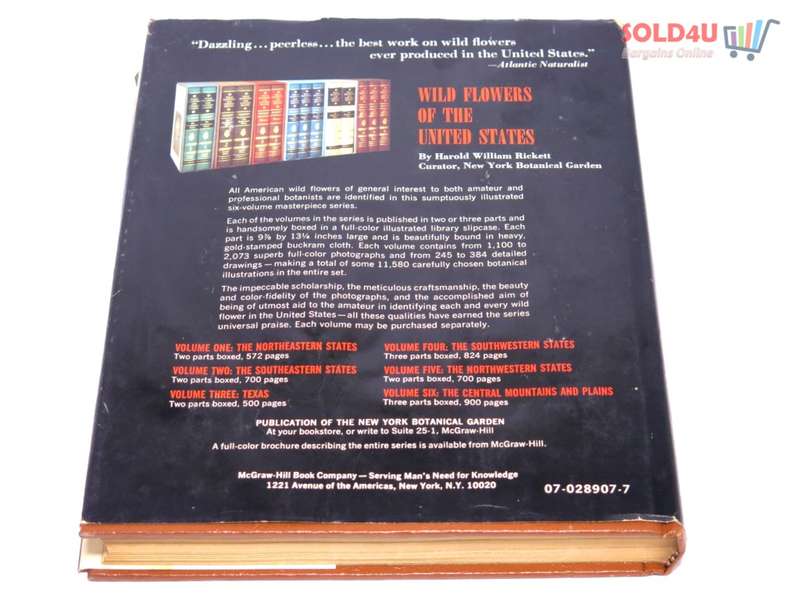 SOLD4U
Bargains Online
“Dazzling...peerless...the best work on wild flowers
ever produced in the United States.”
—Atlantic Naturalist
WILD FLOWERS
OF THE
UNITED STATES
By Harold William Rickett
Curator, New York Botanical Garden
All American wild flowers of general interest to both amateur and
professional botanists are identified in this sumptuously illustrated
six-volume masterpiece series.
Each of the volumes in the series is published in two or three parts and
is handsomely boxed in a full-color illustrated library slipcase. Each
part is 9⅞ by 13¼ inches large and is beautifully bound in heavy,
gold-stamped buckram cloth. Each volume contains from 1,100 to
2,073 superb full-color photographs and from 245 to 384 detailed
drawings—making a total of some 11,580 carefully chosen botanical
illustrations in the entire set.
The impeccable scholarship, the meticulous craftsmanship, the beauty
and color-fidelity of the photographs, and the accomplished aim of
being of utmost aid to the amateur in identifying each and every wild
flower in the United States—all these qualities have earned the series
universal praise. Each volume may be purchased separately.
VOLUME ONE: THE NORTHEASTERN STATES
Two parts boxed, 572 pages
VOLUME TWO: THE SOUTHEASTERN STATES
Two parts boxed, 700 pages
VOLUME THREE: TEXAS
Two parts boxed, 500 pages
VOLUME FOUR: THE SOUTHWESTERN STATES
Three parts boxed, 824 pages
VOLUME FIVE: THE NORTHWESTERN STATES
Two parts boxed, 700 pages
VOLUME SIX: THE CENTRAL MOUNTAINS AND PLAINS
Three parts boxed, 900 pages
PUBLICATION OF THE NEW YORK BOTANICAL GARDEN
At your bookstore, or write to Suite 25-1, McGraw-Hill
A full-color brochure describing the entire series is available from McGraw-Hill.
McGraw-Hill Book Company—Serving Man's Need for Knowledge
1221 Avenue of the Americas, New York, N.Y. 10020
07-028907-7